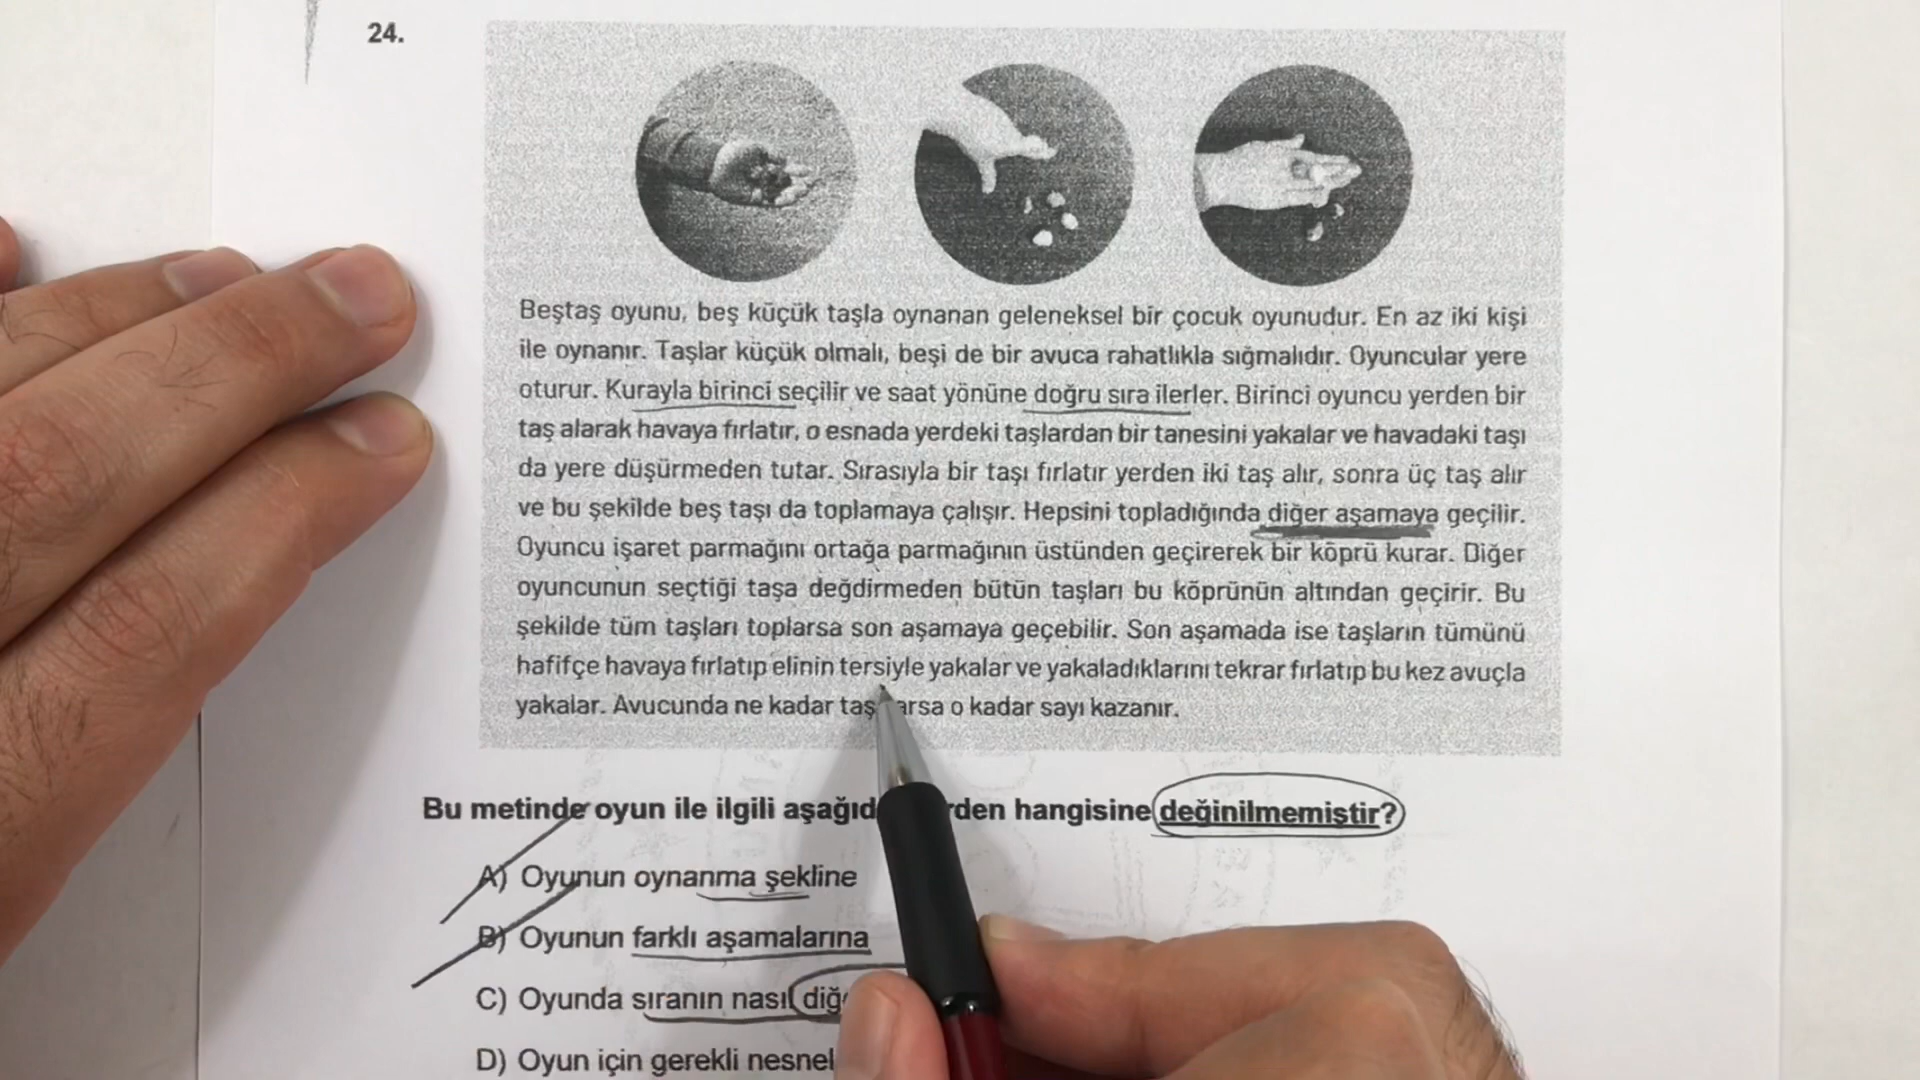 24.
Beştaş oyunu, beş küçük taşla oynanan geleneksel bir çocuk oyunudur. En az iki kişi
ile oynanır. Taşlar küçük olmalı, beşi de bir avuca rahatlıkla sığmalıdır. Oyuncular yere
oturur. Kurayla birinci seçilir ve saat yönüne doğru sıra ilerler. Birinci oyuncu yerden bir
taş alarak havaya fırlatır, o esnada yerdeki taşlardan bir tanesini yakalar ve havadaki taşı
da yere düşürmeden tutar. Sırasıyla bir taşı fırlatır yerden iki taş alır, sonra üç taş alır
ve bu şekilde beş taşı da toplamaya çalışır. Hepsini topladığında diğer aşamaya geçilir.
Oyuncu işaret parmağını ortağa parmağının üstünden geçirerek bir köprü kurar. Diğer
oyuncunun seçtiği taşa değdirmeden bütün taşları bu köprünün altından geçirir. Bu
şekilde tüm taşları toplarsa son aşamaya geçebilir. Son aşamada ise taşların tümünü
hafifçe havaya fırlatıp elinin tersiyle yakalar ve yakaladıklarını tekrar fırlatıp bu kez avuçla
yakalar. Avucunda ne kadar taş o kadar sayı kazanır.
Bu metinde oyun ile ilgili hangisine değinilmemiştir?
A) Oyunun oynanma şekline
B) Oyunun farklı aşamalarına
C) Oyunda sıranın nasıl
D) Oyun için gerekli